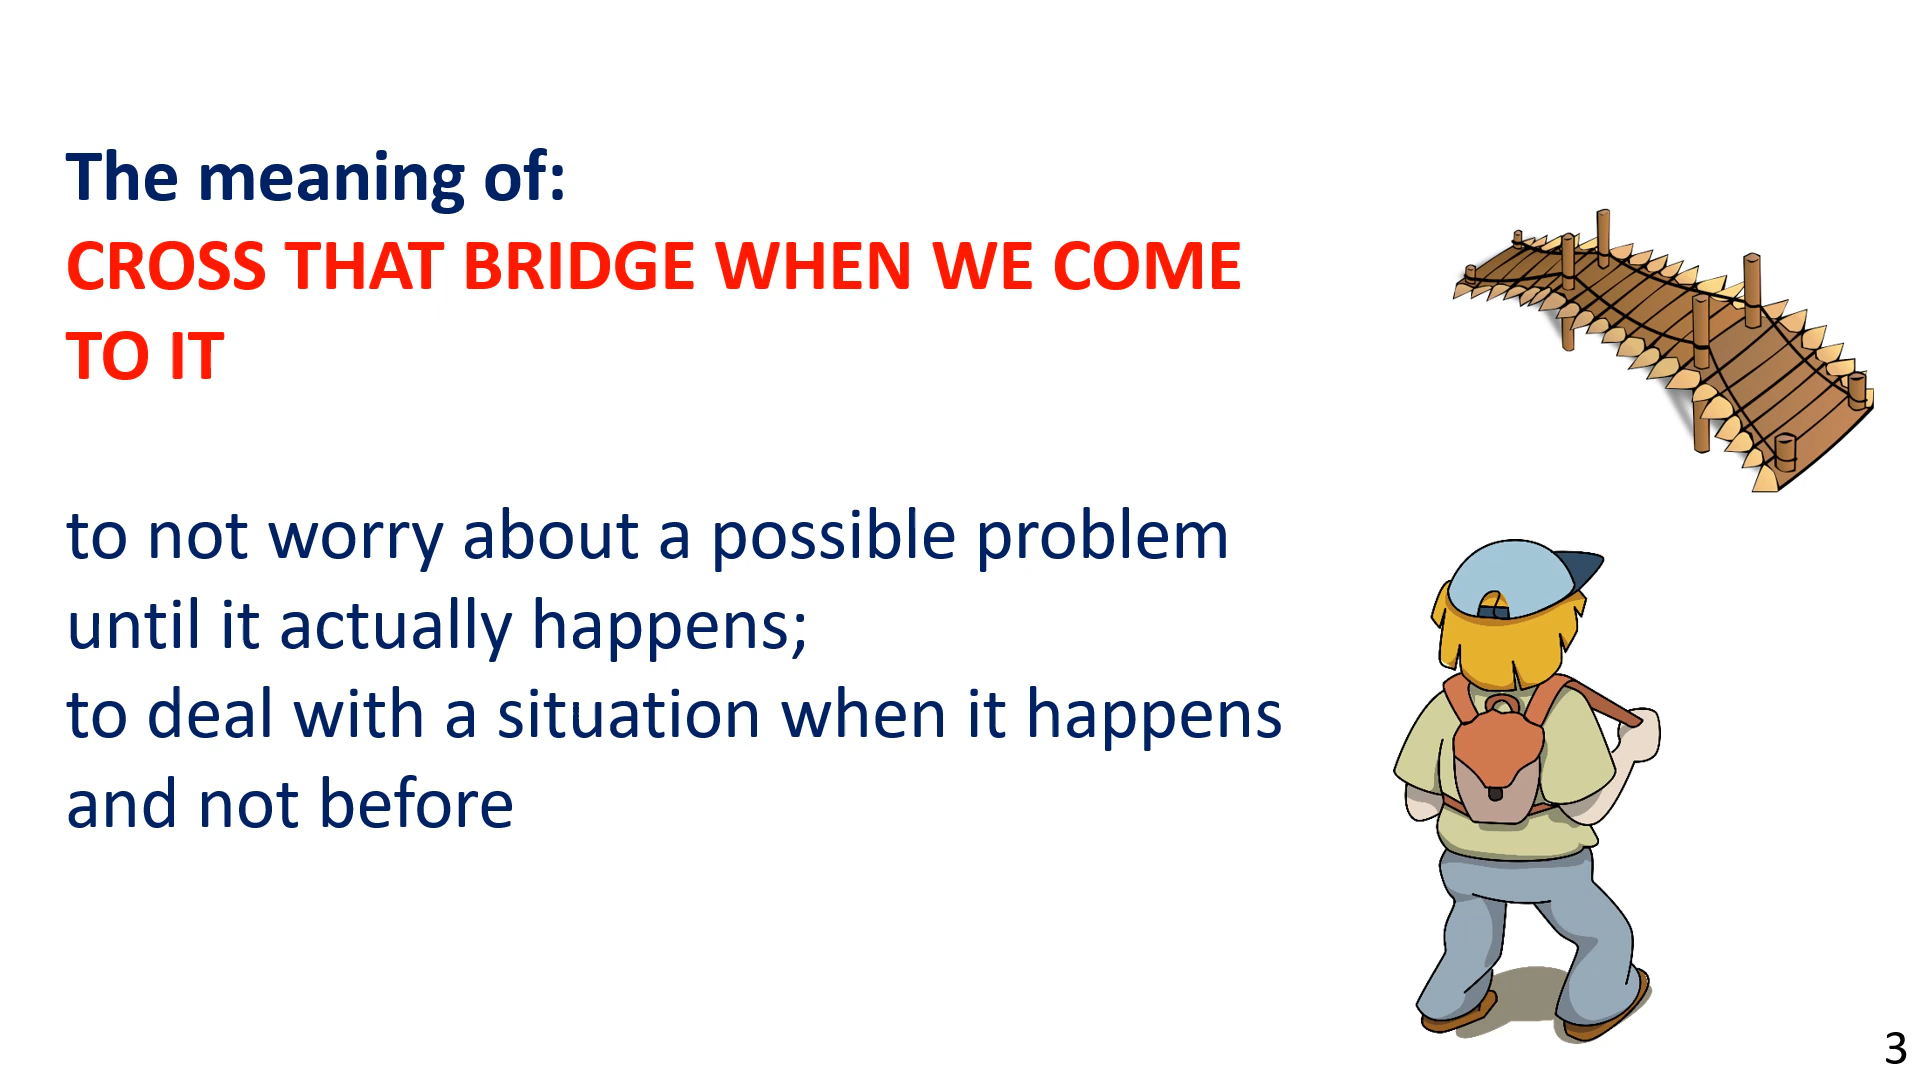 The meaning of:
CROSS THAT BRIDGE WHEN WE COME
TO IT
to not worry about a possible problem
until it actually happens;
to deal with a situation when it happens
and not before
3